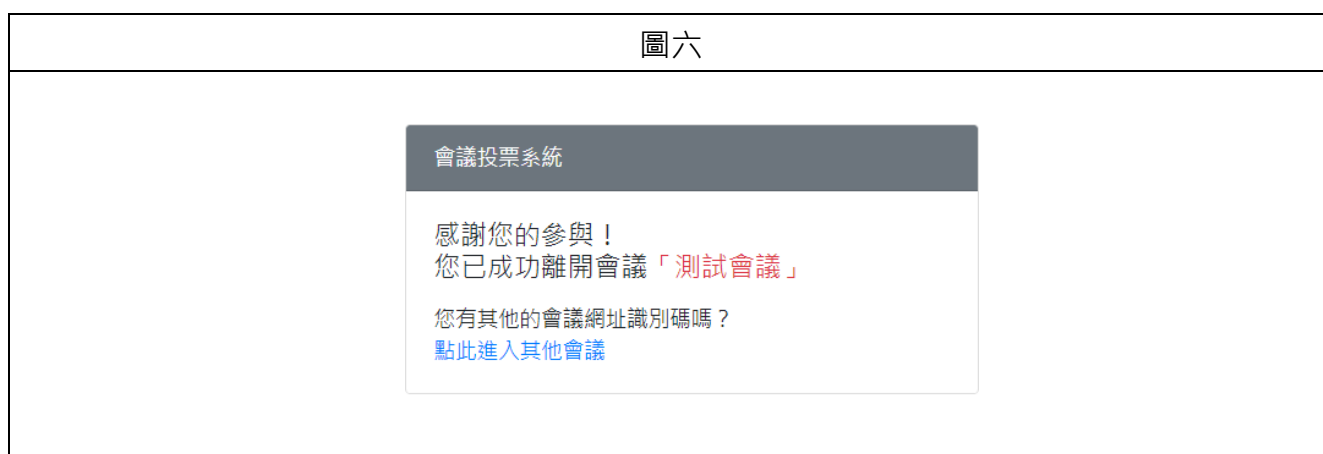 圖六
會議投票系統
感謝您的參與！
您已成功離開會議「測試會議」
您有其他的會議網址識別碼嗎？
點此進入其他會議